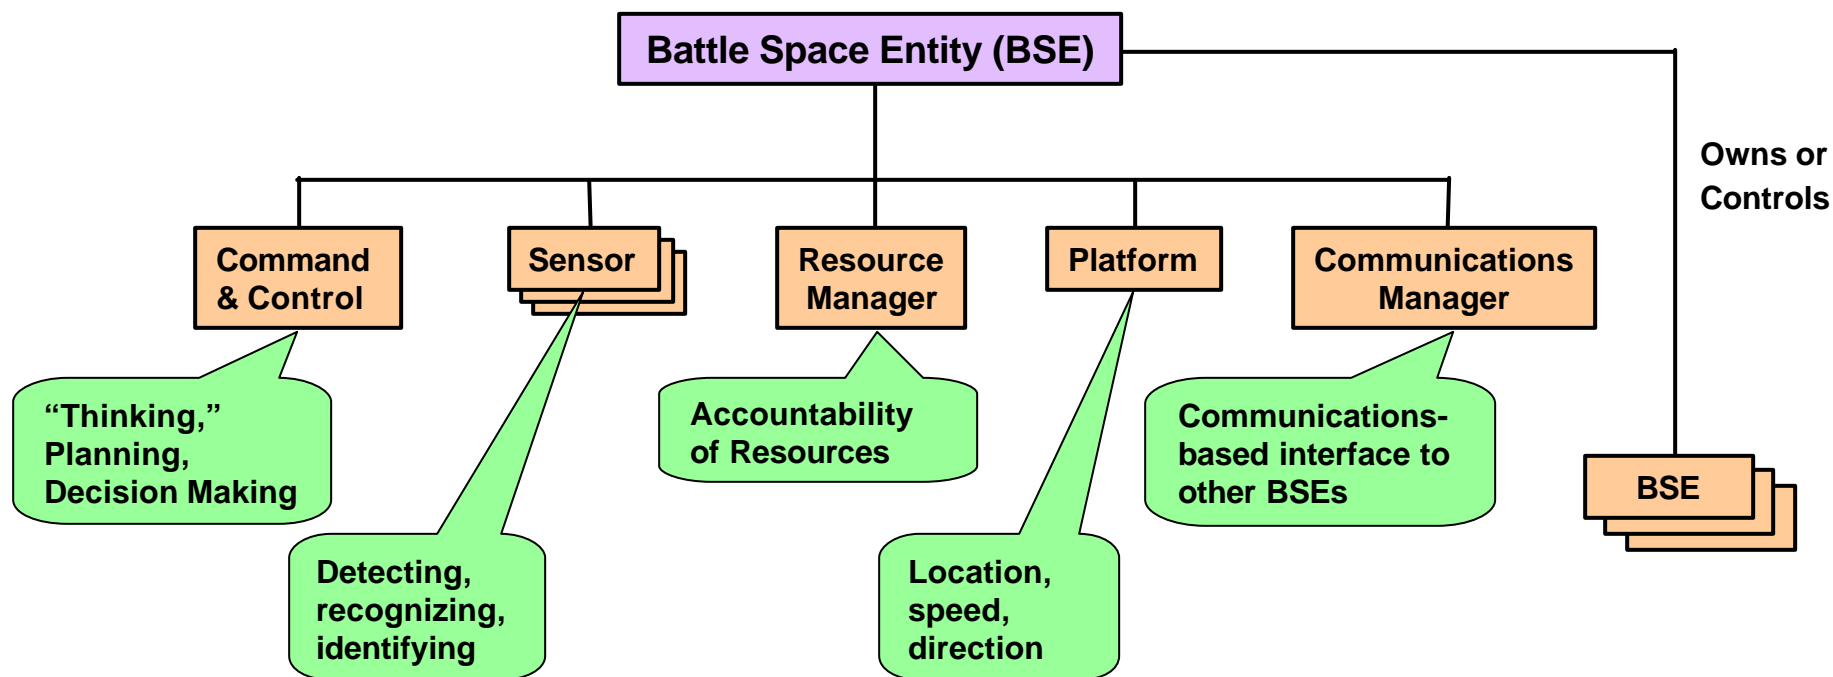 Battle Space Entity (BSE)
Owns or
Controls
Command
& Control
Sensor
Resource
Manager
Platform
Communications
Manager
“Thinking,”
Planning,
Decision Making
Accountability
of Resources
Communications-
based interface to
other BSEs
BSE
Detecting,
recognizing,
identifying
Location,
speed,
direction